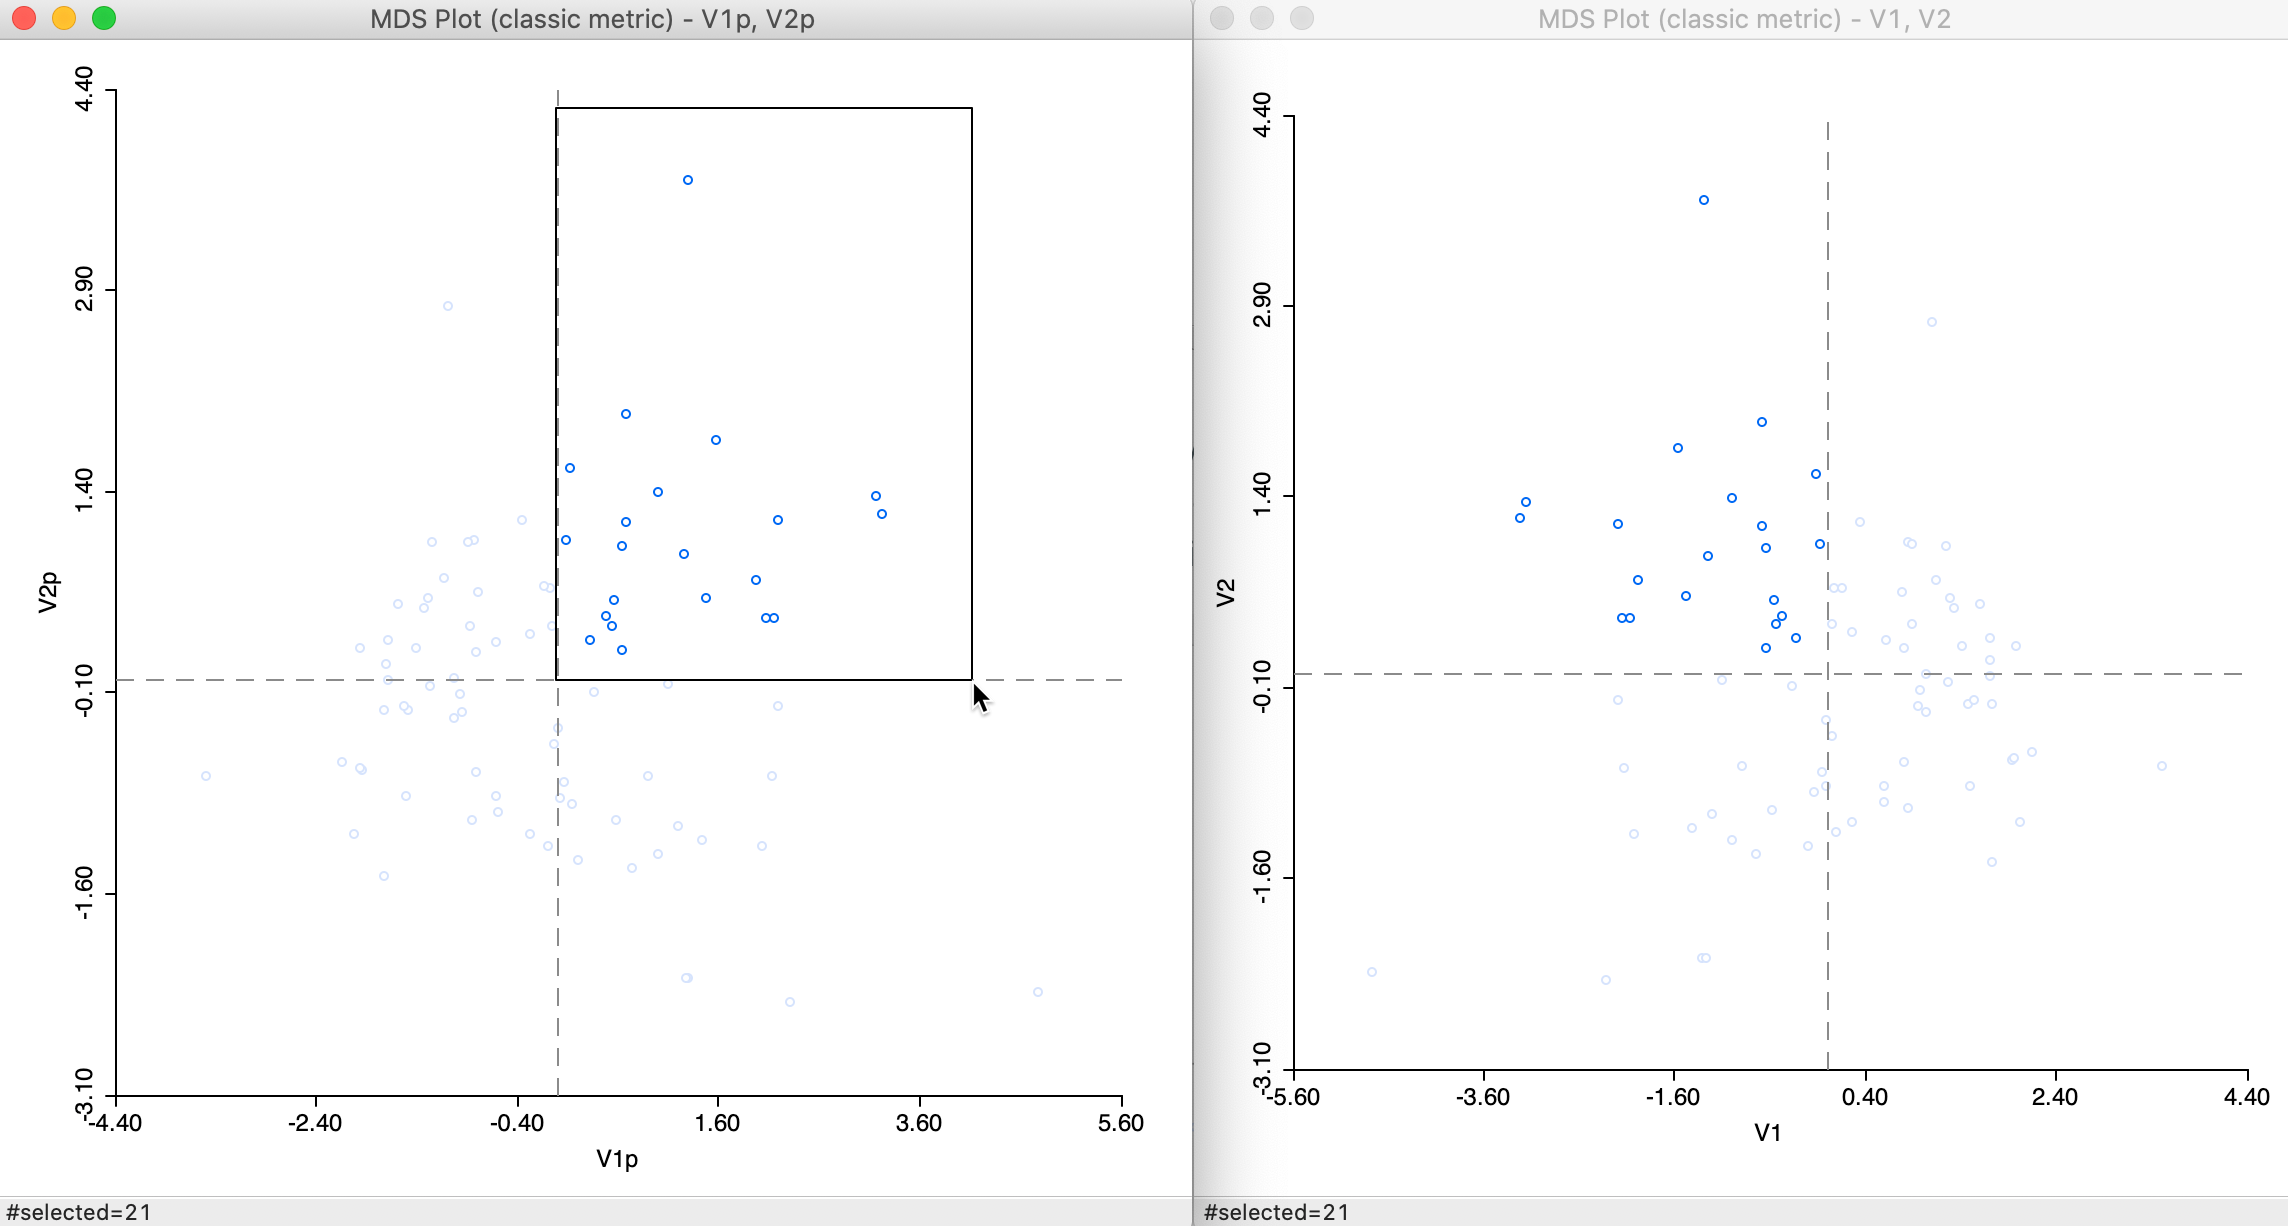 MDS Plot (classic metric) - V1p, V2p
4.40
2.90
1.40
-0.10
-1.60
-3.10
V2p
-4.40 -2.40 -0.40 1.60 3.60 5.60
V1p
#selected=21
MDS Plot (classic metric) - V1, V2
4.40
2.90
1.40
-0.10
-1.60
-3.10
V2
-5.60 -3.60 -1.60 0.40 2.40 4.40
V1
#selected=21